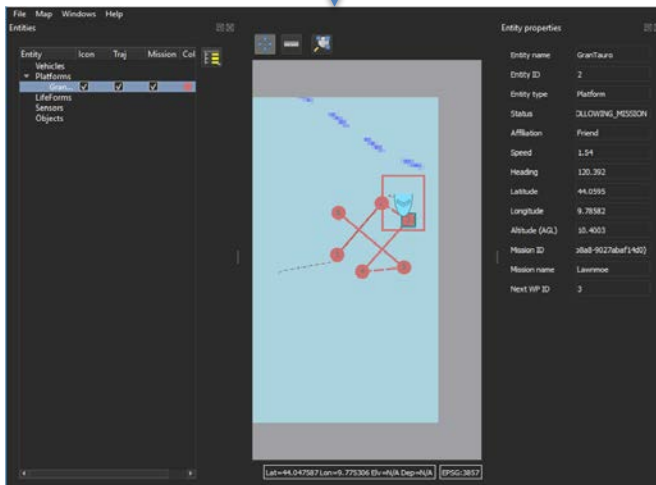 File Map Windows Help
Entities
Entity Icon Traj Mission Col
Vehicles
Platforms
Gran...
LifeForms
Sensors
Objects
Entity properties
Entity name GranTauro
Entity ID 2
Entity type Platform
Status OLLOWING_MISSION
Affiliation Friend
Speed 1.54
Heading 120.392
Latitude 44.0595
Longitude 9.78582
Altitude (AGL) 10.4003
Mission ID b8a8-9027abaf14d0}
Mission name Lawnmoe
Next WP ID 3
Lat=44.047587 Lon=9.775306 Elv=N/A Dep=N/A EPSG:3857